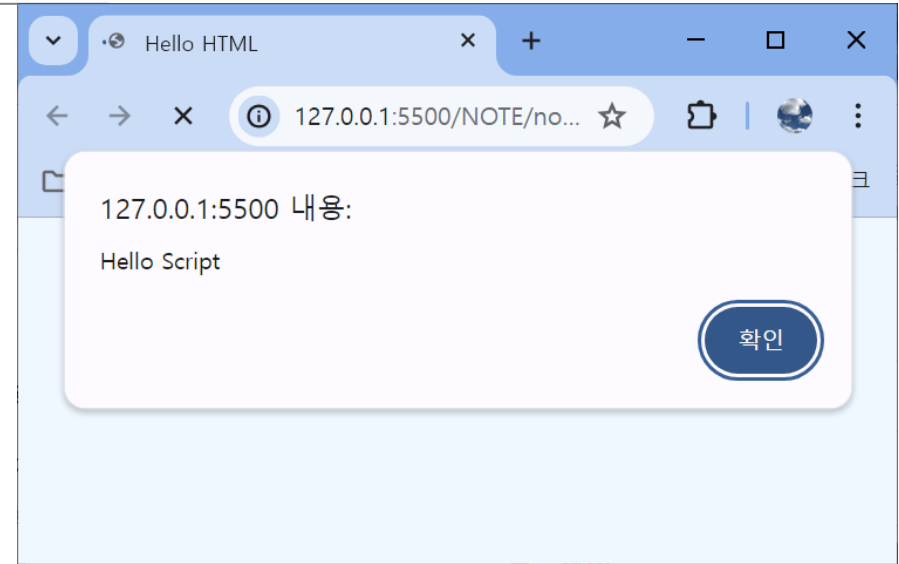 Hello HTML
127.0.0.1:5500/NOTE/no...
크
127.0.0.1:5500 내용:
Hello Script
확인